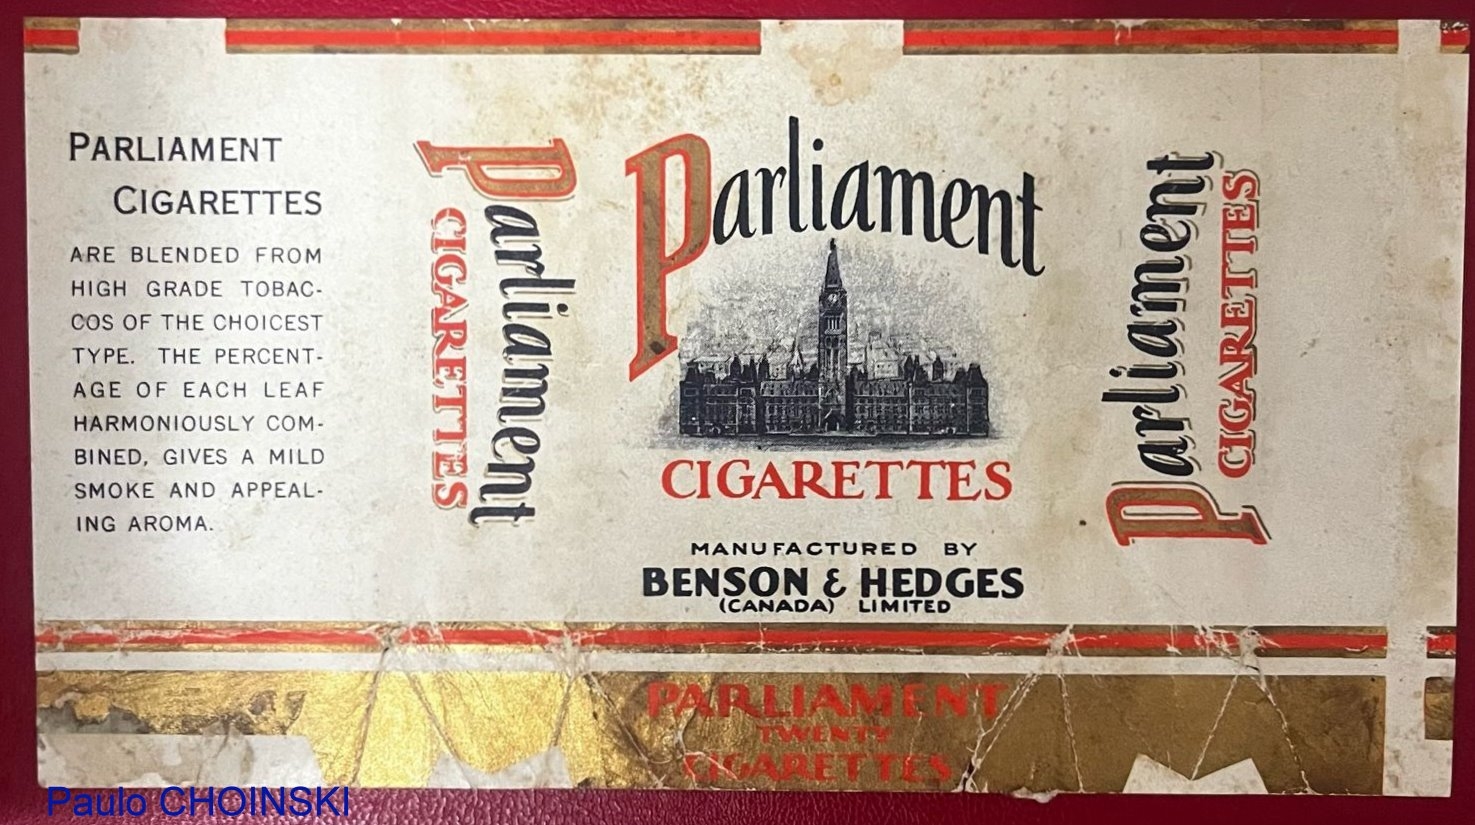 PARLIAMENT
CIGARETTES
ARE BLENDED FROM
HIGH GRADE TOBAC-
COS OF THE CHOICEST
TYPE. THE PERCENT-
AGE OF EACH LEAF
HARMONIOUSLY COM-
BINED, GIVES A MILD
SMOKE AND APPEAL-
ING AROMA.
Parliament
CIGARETTES
Parliament
CIGARETTES
MANUFACTURED BY
BENSON & HEDGES
(CANADA) LIMITED
Parliament
CIGARETTES
PARLIAMENT
TWENTY
CIGARETTES
Paulo CHOINSKI